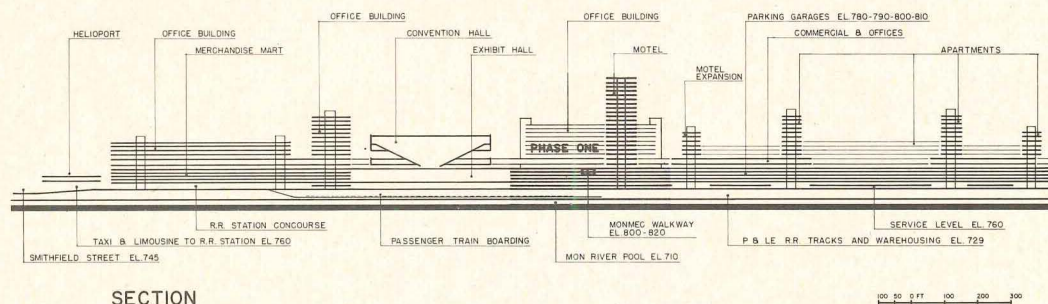 OFFICE BUILDING
OFFICE BUILDING
PARKING GARAGES EL.780-790-800-810
HELIOPORT
OFFICE BUILDING
CONVENTION HALL
COMMERCIAL & OFFICES
MERCHANDISE MART
EXHIBIT HALL
MOTEL
APARTMENTS
MOTEL
EXPANSION
PHASE ONE
R.R. STATION CONCOURSE
MONMEC WALKWAY
EL.800-820
SERVICE LEVEL EL.760
TAXI & LIMOUSINE TO R.R. STATION EL 760
PASSENGER TRAIN BOARDING
P & LE R.R. TRACKS AND WAREHOUSING EL. 729
SMITHFIELD STREET EL.745
MON RIVER POOL EL 710
SECTION
100 50 0 FT 100 200 300